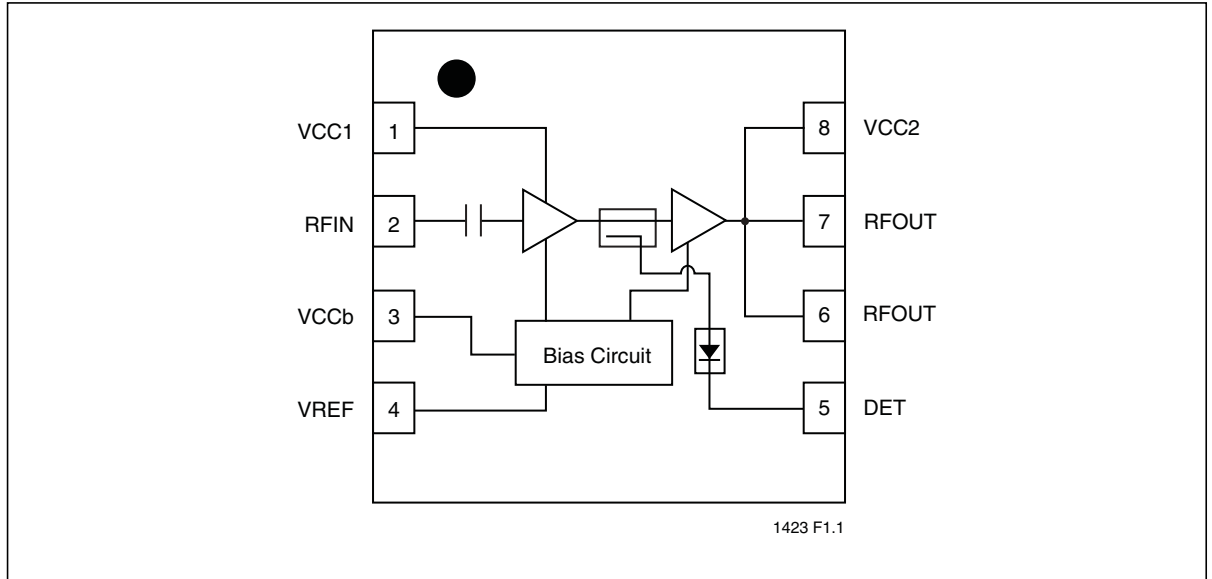 VCC1 1
8 VCC2
RFIN 2
7 RFOUT
VCCb 3
6 RFOUT
Bias Circuit
VREF 4
5 DET
1423 F1.1